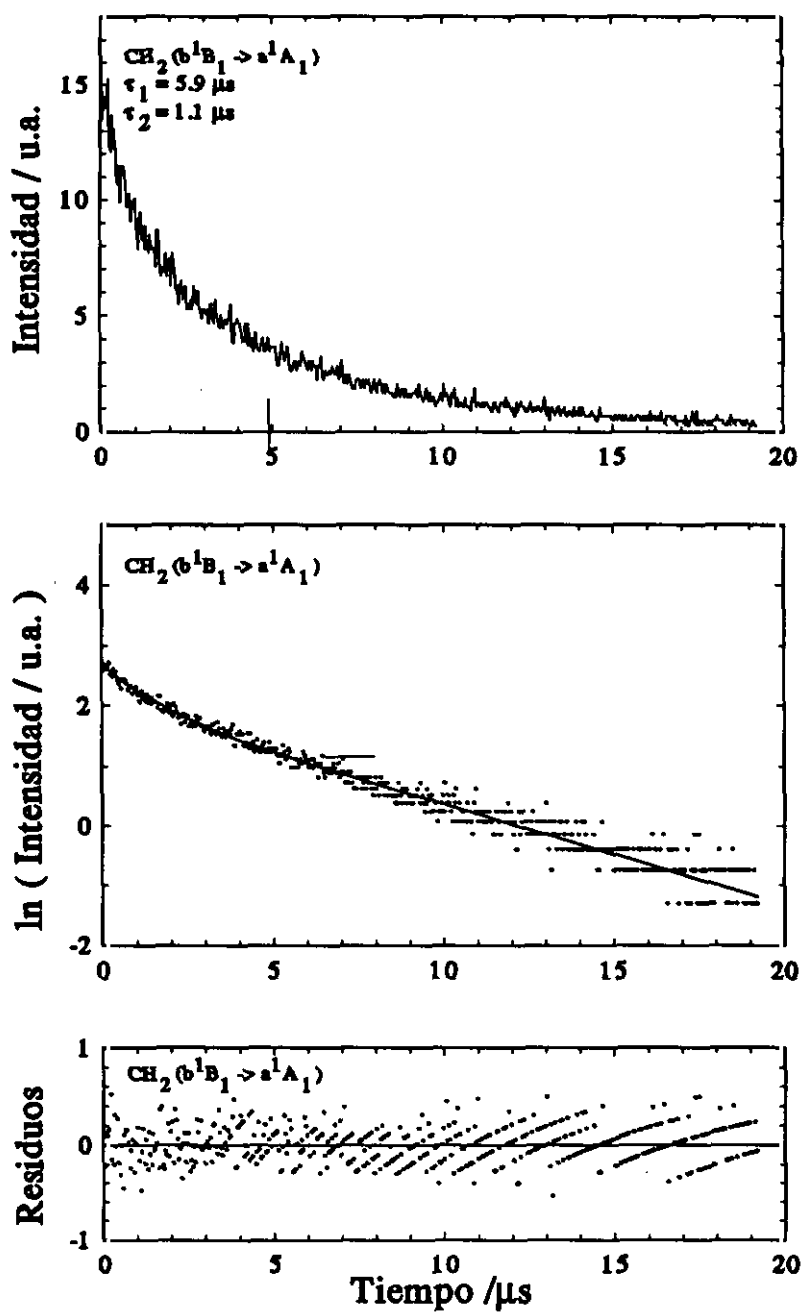 CH₂(b¹B₁->a¹A₁)
τ₁=5.9 µs
τ₂=1.1 µs
Intensidad / u.a.
15
10
5
0
0 5 10 15 20
CH₂(b¹B₁->a¹A₁)
ln ( Intensidad / u.a. )
4
2
0
-2
0 5 10 15 20
CH₂(b¹B₁->a¹A₁)
Residuos
1
0
-1
0 5 10 15 20
Tiempo /µs